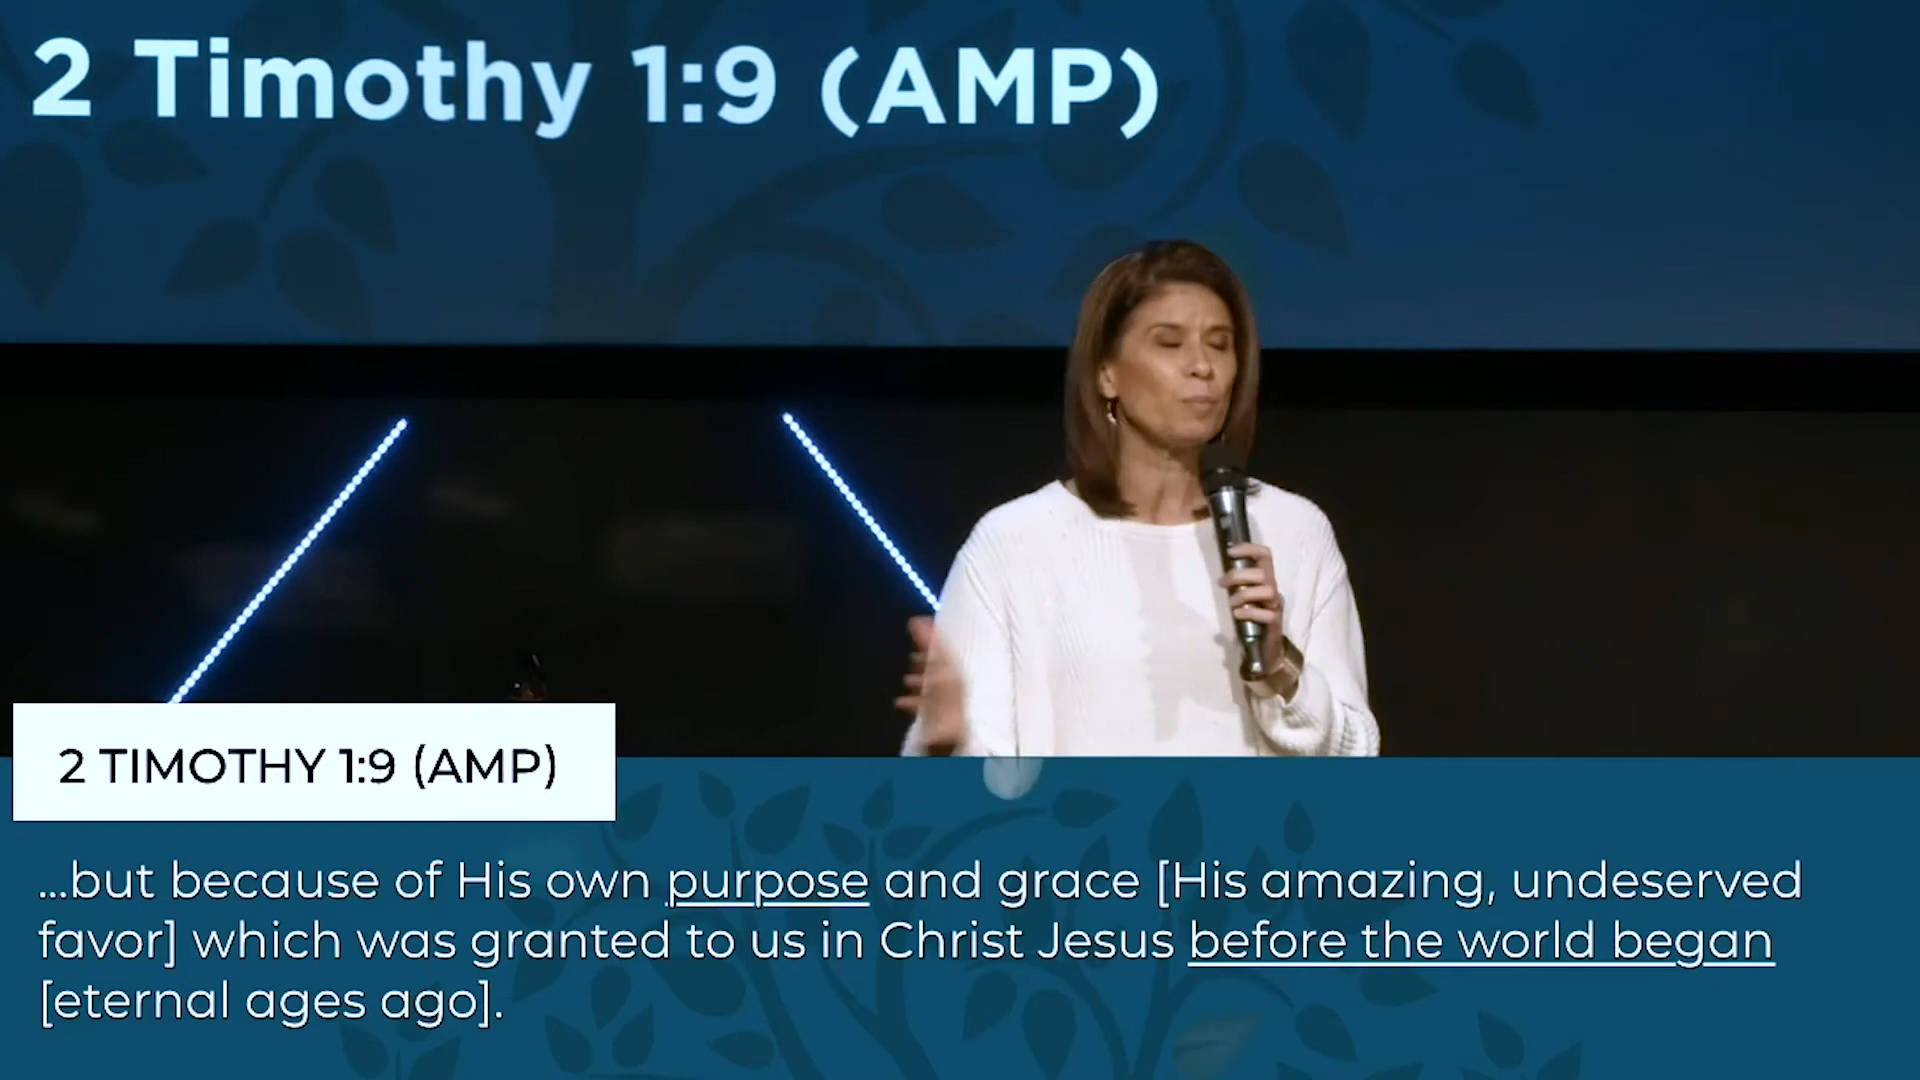 2 Timothy 1:9 (AMP)
2 TIMOTHY 1:9 (AMP)
...but because of His own purpose and grace [His amazing, undeserved
favor] which was granted to us in Christ Jesus before the world began
[eternal ages ago].